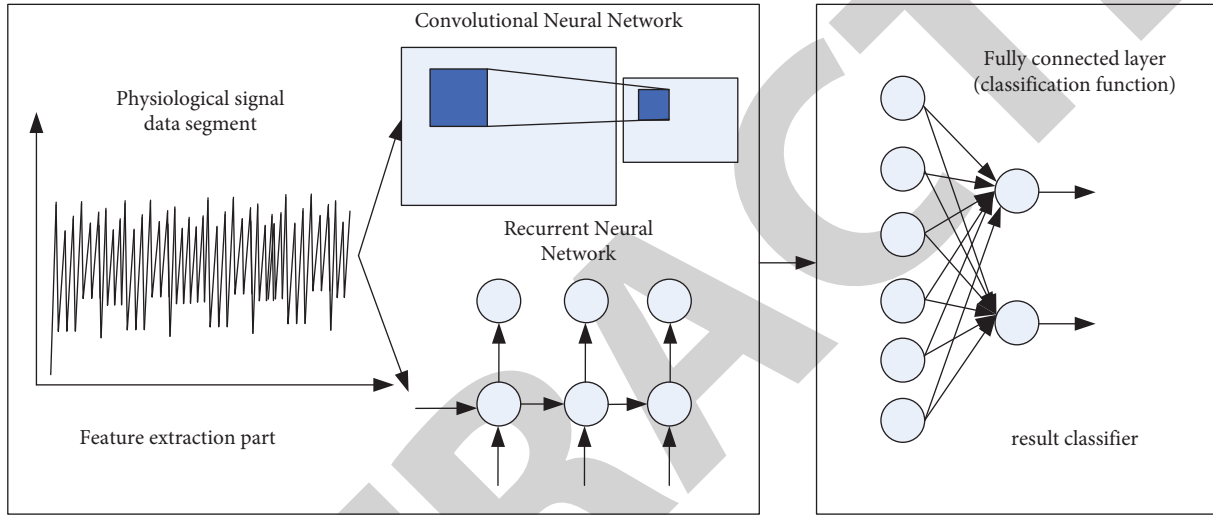 Convolutional Neural Network
Physiological signal
data segment
Recurrent Neural
Network
Feature extraction part
Fully connected layer
(classification function)
result classifier